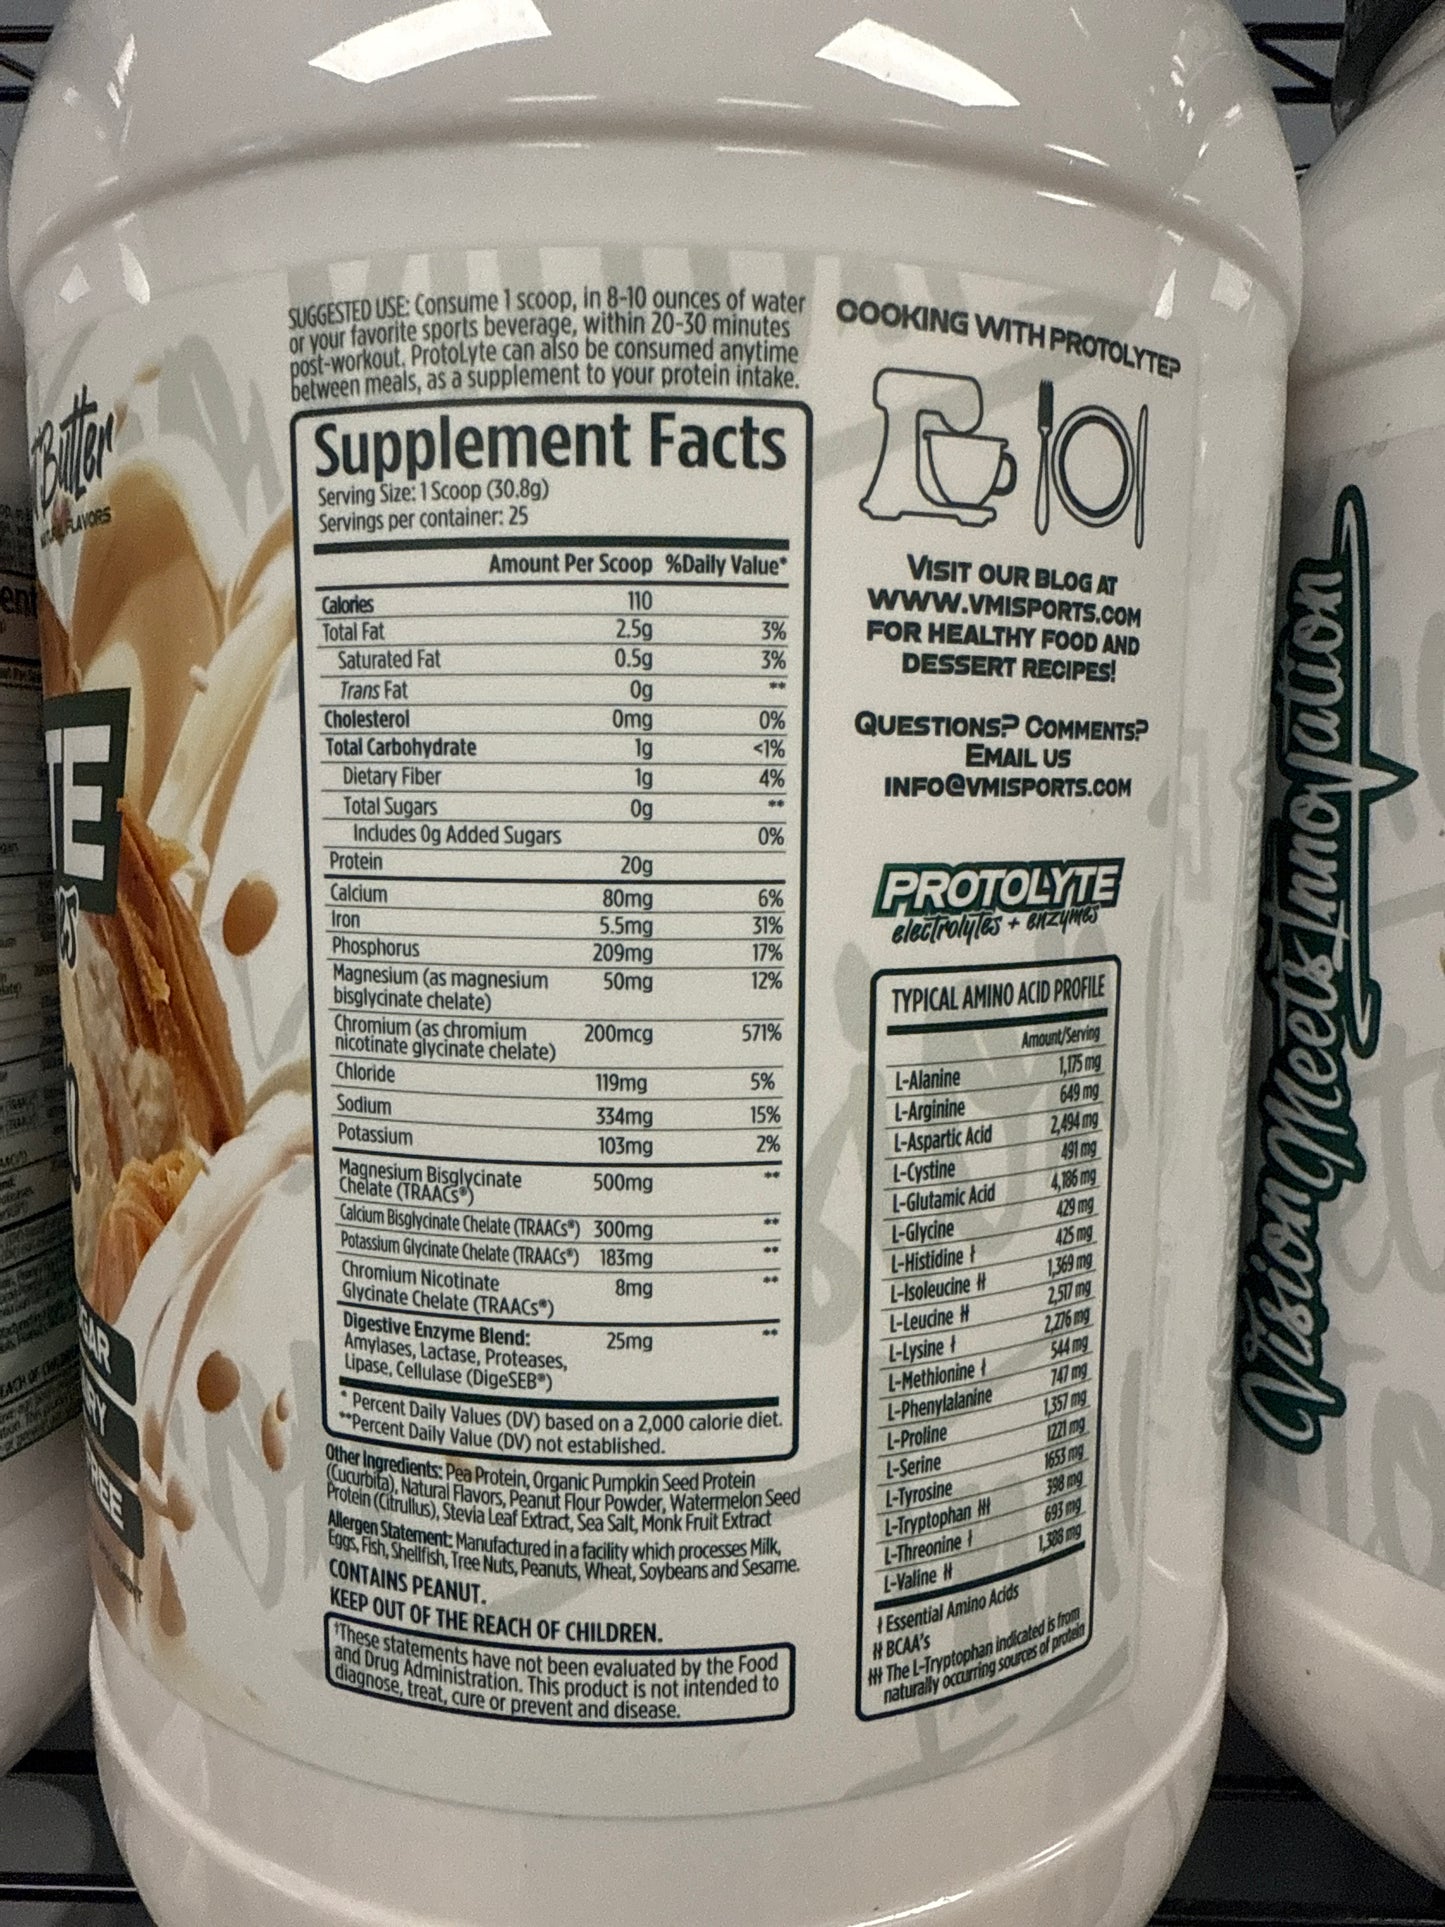 SUGGESTED USE: Consume 1 scoop, in 8-10 ounces of water
or your favorite sports beverage, within 20-30 minutes
post-workout. ProtoLyte can also be consumed anytime
between meals, as a supplement to your protein intake.
Supplement Facts
Serving Size: 1 Scoop (30.8g)
Servings per container: 25
Amount Per Scoop %Daily Value*
Calories 110
Total Fat 2.5g 3%
Saturated Fat 0.5g 3%
Trans Fat 0g **
Cholesterol 0mg 0%
Total Carbohydrate 1g <1%
Dietary Fiber 1g 4%
Total Sugars 0g **
Includes 0g Added Sugars 0%
Protein 20g
Calcium 80mg 6%
Iron 5.5mg 31%
Phosphorus 209mg 17%
Magnesium (as magnesium 50mg 12%
bisglycinate chelate)
Chromium (as chromium 200mcg 571%
nicotinate glycinate chelate)
Chloride 119mg 5%
Sodium 334mg 15%
Potassium 103mg 2%
Magnesium Bisglycinate 500mg **
Chelate (TRAACs®)
Calcium Bisglycinate Chelate (TRAACs®) 300mg **
Potassium Glycinate Chelate (TRAACs®) 183mg **
Chromium Nicotinate 8mg **
Glycinate Chelate (TRAACs®)
Digestive Enzyme Blend: 25mg **
Amylases, Lactase, Proteases,
Lipase, Cellulase (DigeSEB®)
* Percent Daily Values (DV) based on a 2,000 calorie diet.
**Percent Daily Value (DV) not established.
Other Ingredients: Pea Protein, Organic Pumpkin Seed Protein
(Cucurbita), Natural Flavors, Peanut Flour Powder, Watermelon Seed
Protein (Citrullus), Stevia Leaf Extract, Sea Salt, Monk Fruit Extract
Allergen Statement: Manufactured in a facility which processes Milk,
Eggs, Fish, Shellfish, Tree Nuts, Peanuts, Wheat, Soybeans and Sesame.
CONTAINS PEANUT.
KEEP OUT OF THE REACH OF CHILDREN.
†These statements have not been evaluated by the Food
and Drug Administration. This product is not intended to
diagnose, treat, cure or prevent and disease.
COOKING WITH PROTOLYTE?
VISIT OUR BLOG AT
WWW.VMISPORTS.COM
FOR HEALTHY FOOD AND
DESSERT RECIPES!
QUESTIONS? COMMENTS?
EMAIL US
INFO@VMISPORTS.COM
PROTOLYTE
electrolytes + enzymes
TYPICAL AMINO ACID PROFILE
Amount/Serving
L-Alanine 1,175 mg
L-Arginine 649 mg
L-Aspartic Acid 2,494 mg
L-Cystine 491 mg
L-Glutamic Acid 4,186 mg
L-Glycine 429 mg
L-Histidine ƚ 425 mg
L-Isoleucine ƚƚ 1,369 mg
L-Leucine ƚƚ 2,517 mg
L-Lysine ƚ 2,276 mg
L-Methionine ƚ 544 mg
L-Phenylalanine 747 mg
L-Proline 1,357 mg
L-Serine 1221 mg
L-Tyrosine 1653 mg
L-Tryptophan ƚƚƚ 398 mg
L-Threonine ƚ 693 mg
L-Valine ƚƚ 1,388 mg
ƚ Essential Amino Acids
ƚƚ BCAA's
ƚƚƚ The L-Tryptophan indicated is from
naturally occurring sources of protein
Butter
FLAVORS
Vision Meets Innovation